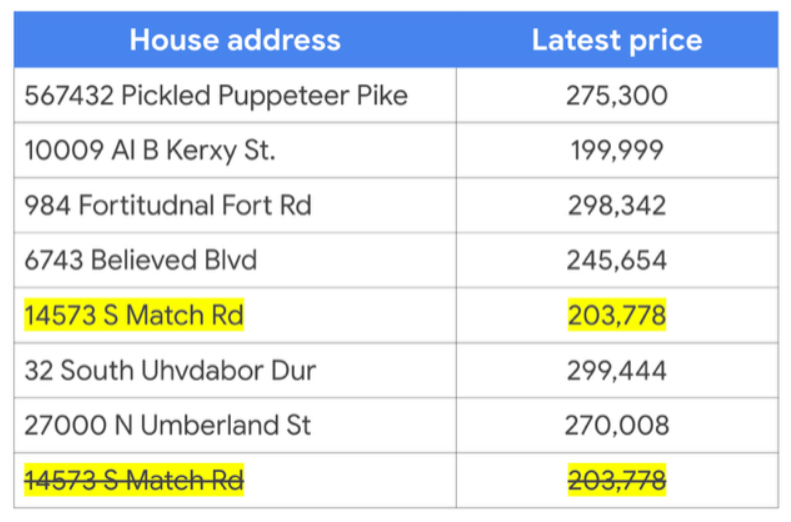 House address Latest price
567432 Pickled Puppeteer Pike 275,300
10009 Al B Kerxy St. 199,999
984 Fortitudnal Fort Rd 298,342
6743 Believed Blvd 245,654
14573 S Match Rd 203,778
32 South Uhvdabor Dur 299,444
27000 N Umberland St 270,008
14573 S Match Rd 203,778